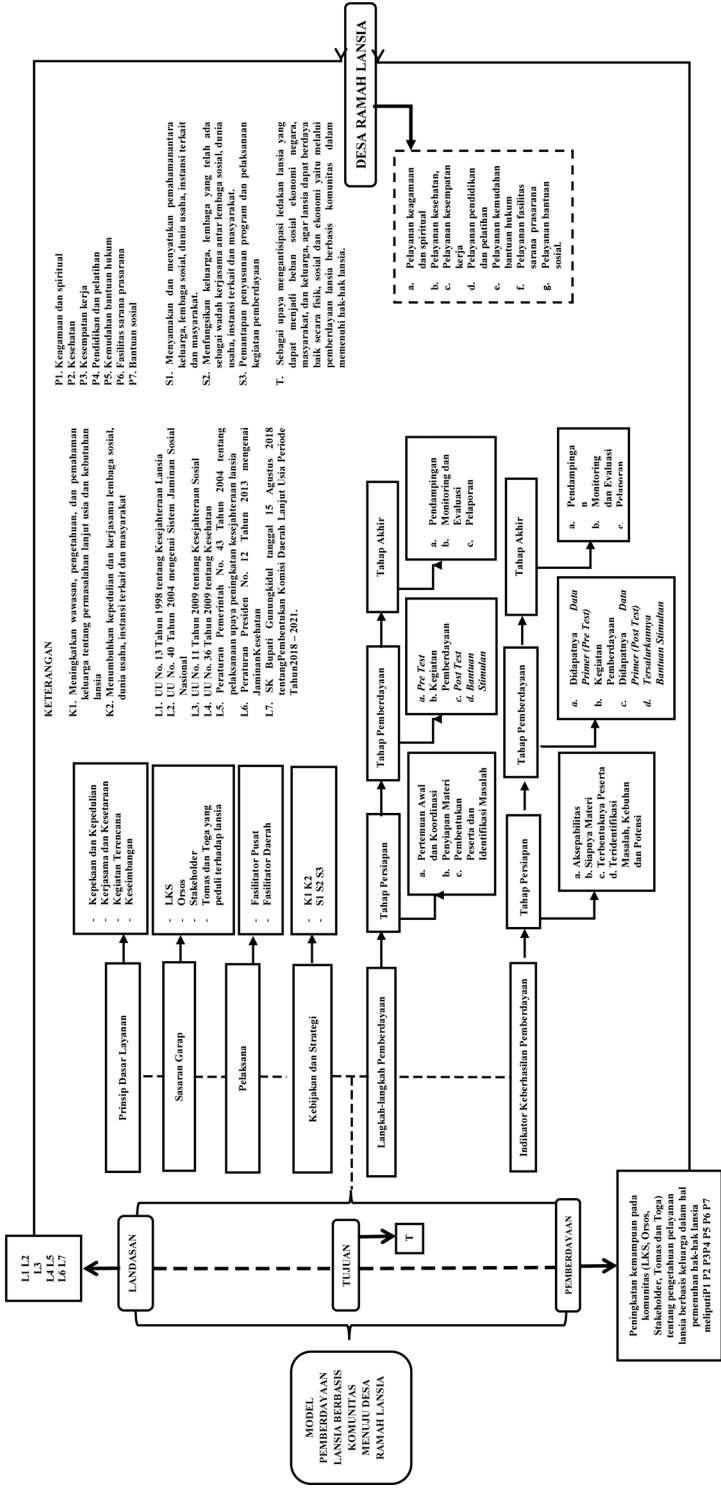 MODEL
PEMBERDAYAAN
LANSIA BERBASIS
KOMUNITAS
MENUJU DESA
RAMAH LANSIA
L1 L2
L3
L4 L5
L6 L7
LANDASAN
TUJUAN
T
PEMBERDAYAAN
Peningkatan kemampuan pada
komunitas (LKS, Orsos,
Stakeholder, Tomas dan Toga)
tentang pengetahuan pelayanan
lansia berbasis keluarga dalam hal
pemenuhan hak-hak lansia
meliputiP1 P2 P3P4 P5 P6 P7
Prinsip Dasar Layanan
- Kepekaan dan Kepedulian
- Kerjasama dan Kesetaraan
- Kegiatan Terencana
- Keseimbangan
Sasaran Garap
- LKS
- Orsos
- Stakeholder
- Tomas dan Toga yang
peduli terhadap lansia
Pelaksana
- Fasilitator Pusat
- Fasilitator Daerah
Kebijakan dan Strategi
- K1 K2
- S1 S2 S3
Langkah-langkah Pemberdayaan
Tahap Persiapan
a. Pertenuan Awal
dan Koordinasi
b. Penyiapan Materi
c. Pembentukan
Peserta dan
Identifikasi Masalah
Tahap Pemberdayaan
a. Pre Test
b. Kegiatan
Pemberdayaan
c. Post Test
d. Bantuan
Stimulan
Tahap Akhir
a. Pendampingan
b. Monitoring dan
Evaluasi
c. Pelaporan
Indikator Keberhasilan Pemberdayaan
Tahap Persiapan
a. Aksepabilitas
b. Siapnya Materi
c. Terbentuknya Peserta
d. Teridentifikasi
Masalah, Kebuhan
dan Potensi
Tahap Pemberdayaan
a. Didapatnya Data
Primer (Pre Test)
b. Kegiatan
Pemberdayaan
c. Didapatnya Data
Primer (Post Test)
d. Tersalurkannya
Bantuan Stimultan
Tahap Akhir
a. Pendampinga
n
b. Monitoring
dan Evaluasi
c. Pelaporan
KETERANGAN
K1. Meningkatkan wawasan, pengetahuan, dan pemahaman
keluarga tentang permasalahan lanjut usia dan kebutuhan
lansia
K2. Menumbuhkan kepedulian dan kerjasama lembaga sosial,
dunia usaha, instansi terkait dan masyarakat
L1. UU No. 13 Tahun 1998 tentang Kesejahteraan Lansia
L2. UU No. 40 Tahun 2004 mengenai Sistem Jaminan Sosial
Nasional
L3. UU No. 11 Tahun 2009 tentang Kesejahteraan Sosial
L4. UU No. 36 Tahun 2009 tentang Kesehatan
L5. Peraturan Pemerintah No. 43 Tahun 2004 tentang
pelaksanaan upaya peningkatan kesejahteraan lansia
L6. Peraturan Presiden No. 12 Tahun 2013 mengenai
JaminanKesehatan
L7. SK Bupati Gunungkidul tanggal 15 Agustus 2018
tentangPembentukan Komisi Daerah Lanjut Usia Periode
Tahun2018 – 2021.
P1. Keagamaan dan spiritual
P2. Kesehatan
P3. Kesempatan kerja
P4. Pendidikan dan pelatihan
P5. Kemudahan bantuan hukum
P6. Fasilitas sarana prasarana
P7. Bantuan sosial
S1. Menyamakan dan menyatukan pemahamanantara
keluarga, lembaga sosial, dunia usaha, instansi terkait
dan masyarakat.
S2. Menfungsikan keluarga, lembaga yang telah ada
sebagai wadah kerjasama antar lembaga sosial, dunia
usaha, instansi terkait dan masyarakat.
S3. Pemantapan penyusunan program dan pelaksanaan
kegiatan pemberdayaan
T. Sebagai upaya mengantisipasi ledakan lansia yang
dapat menjadi beban sosial ekonomi negara,
masyarakat, dan keluarga, agar lansia dapat berdaya
baik secara fisik, sosial dan ekonomi yaitu melalui
pemberdayaan lansia berbasis komunitas dalam
memenuhi hak-hak lansia.
DESA RAMAH LANSIA
a. Pelayanan keagamaan
dan spiritual
b. Pelayanan kesehatan,
c. Pelayanan kesempatan
kerja
d. Pelayanan pendidikan
dan pelatihan
e. Pelayanan kemudahan
bantuan hukum
f. Pelayanan fasilitas
sarana prasarana
g. Pelayanan bantuan
sosial.